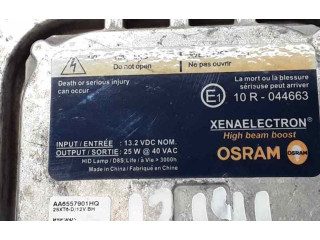 Do not open
Ne pas ouvrir
Death or serious injury
can occur
La mort ou la blessure
sérieuse peut arriver
E1 10 R - 044663
XENAELECTRON®
High beam boost
OSRAM
INPUT / ENTRÉE : 13.2 VDC NOM.
OUTPUT / SORTIE: 25 W @ 40 VAC
HID Lamp / D8S; Life / à Vie > 3000h
Made in China / Fabriqué en Chine
AA6557901HQ